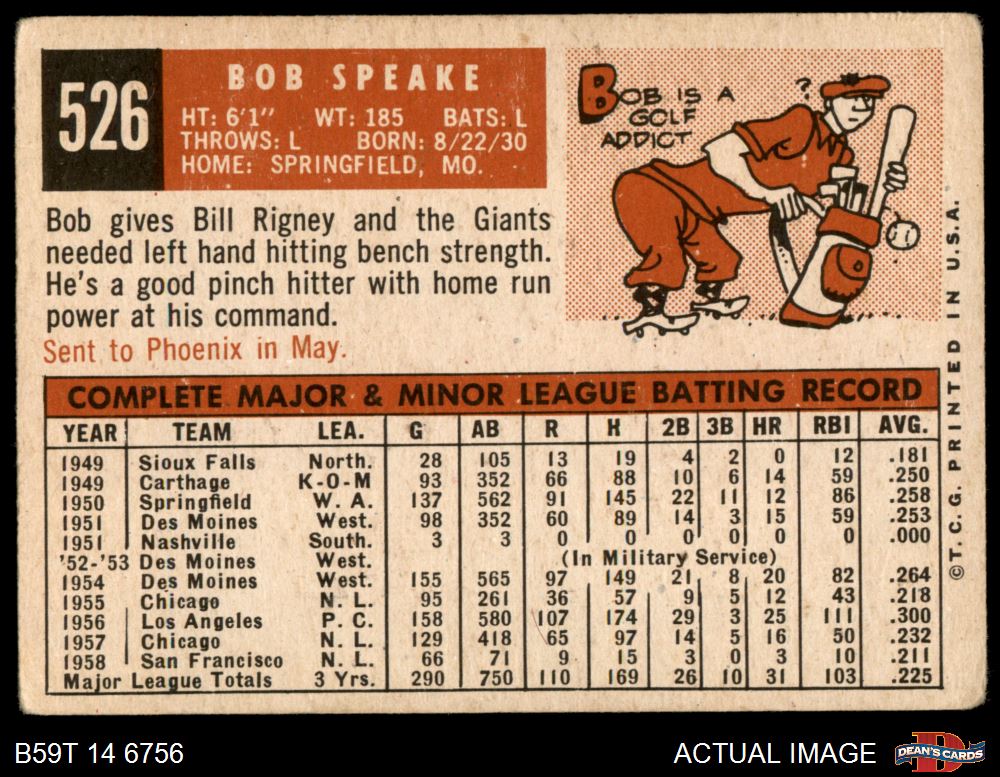 526
BOB SPEAKE
HT: 6'1" WT: 185 BATS: L
THROWS: L BORN: 8/22/30
HOME: SPRINGFIELD, MO.
BOB IS A
GOLF
ADDICT
?
Bob gives Bill Rigney and the Giants
needed left hand hitting bench strength.
He's a good pinch hitter with home run
power at his command.
Sent to Phoenix in May.
COMPLETE MAJOR & MINOR LEAGUE BATTING RECORD
YEAR TEAM LEA. G AB R H 2B 3B HR RBI AVG.
1949 Sioux Falls North. 28 105 13 19 4 2 0 12 .181
1949 Carthage K-O-M 93 352 66 88 10 6 14 59 .250
1950 Springfield W. A. 137 562 91 145 22 11 12 86 .258
1951 Des Moines West. 98 352 60 89 14 3 15 59 .253
1951 Nashville South. 3 3 0 0 0 0 0 0 .000
'52-'53 Des Moines West. (In Military Service)
1954 Des Moines West. 155 565 97 149 21 8 20 82 .264
1955 Chicago N. L. 95 261 36 57 9 5 12 43 .218
1956 Los Angeles P. C. 158 580 107 174 29 3 25 111 .300
1957 Chicago N. L. 129 418 65 97 14 5 16 50 .232
1958 San Francisco N. L. 66 71 9 15 3 0 3 10 .211
Major League Totals 3 Yrs. 290 750 110 169 26 10 31 103 .225
©T. C. G. PRINTED IN U.S.A.
B59T 14 6756
ACTUAL IMAGE
DEAN'S CARDS